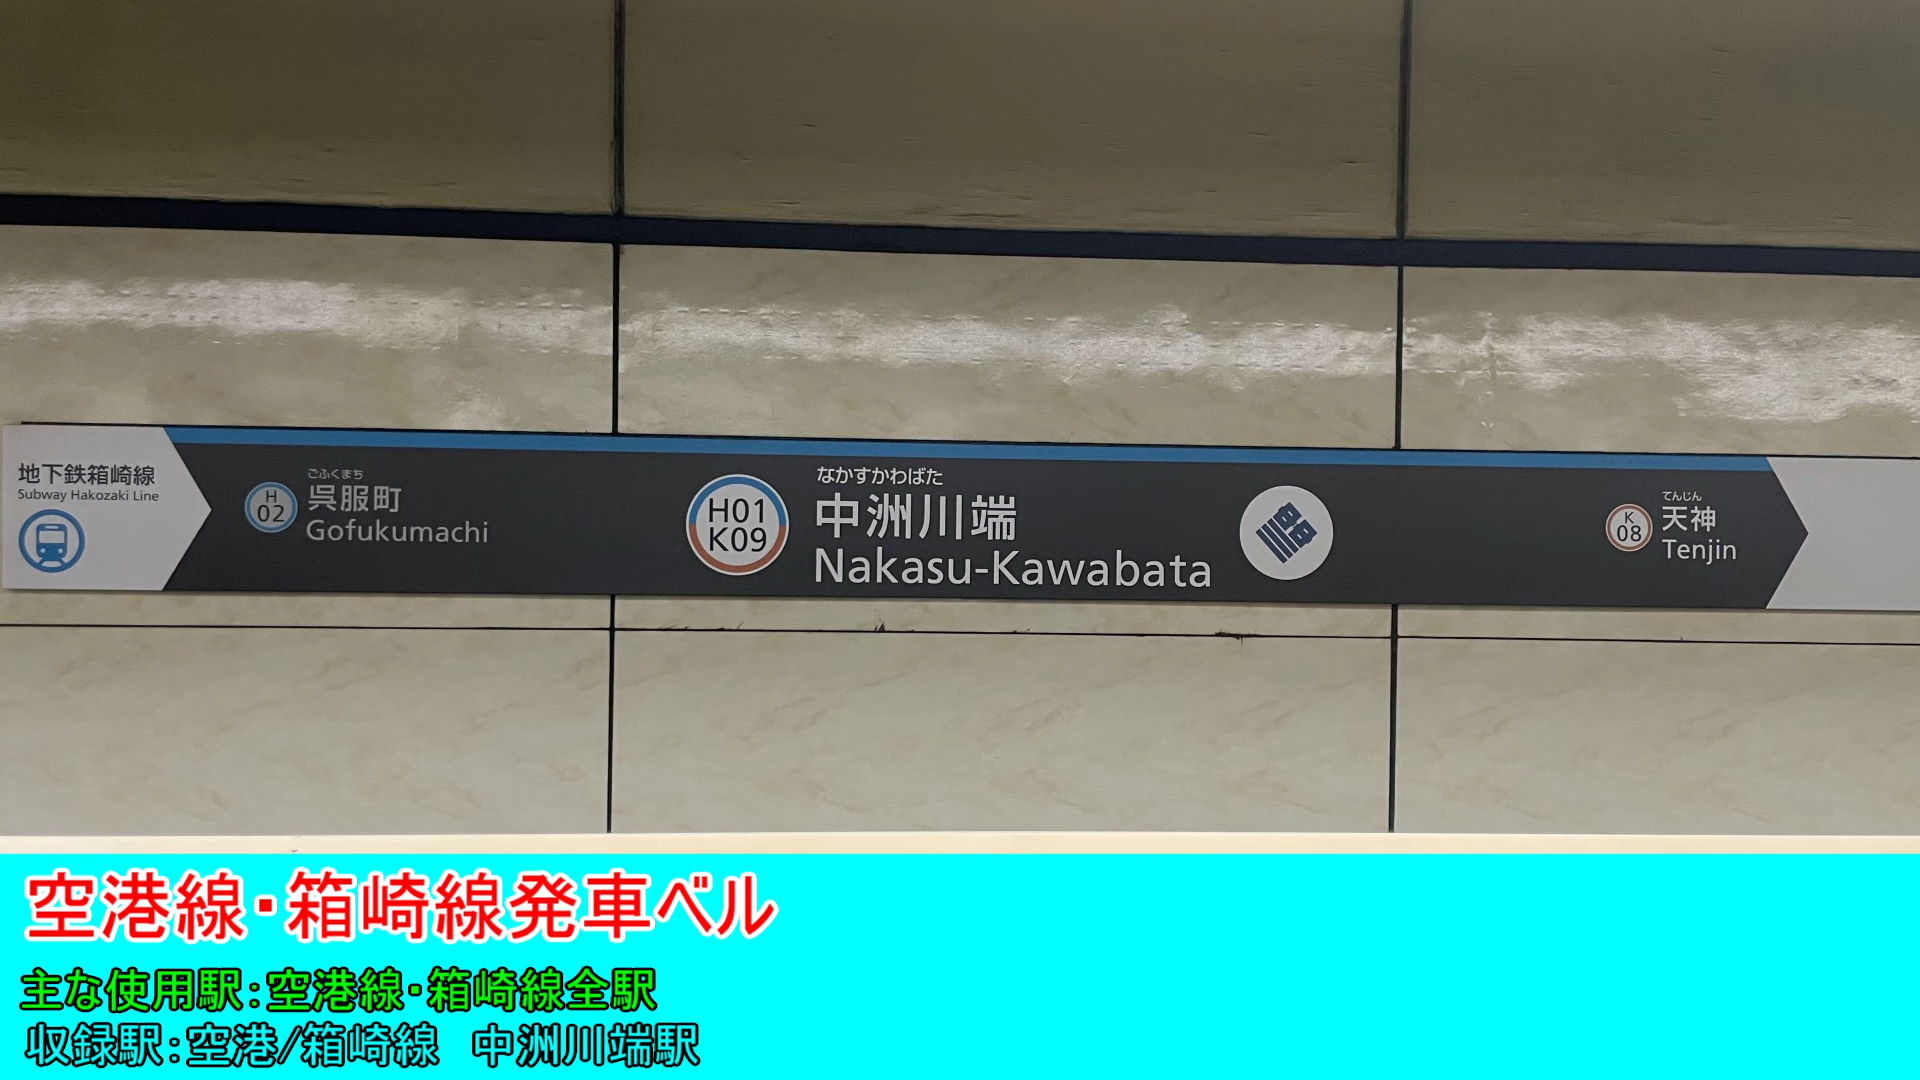 地下鉄箱崎線
Subway Hakozaki Line
H
02
ごふくまち
呉服町
Gofukumachi
H01
K09
なかすかわばた
中洲川端
Nakasu-Kawabata
K
08
てんじん
天神
Tenjin
空港線・箱崎線発車ベル
主な使用駅：空港線・箱崎線全駅
収録駅：空港/箱崎線　中洲川端駅